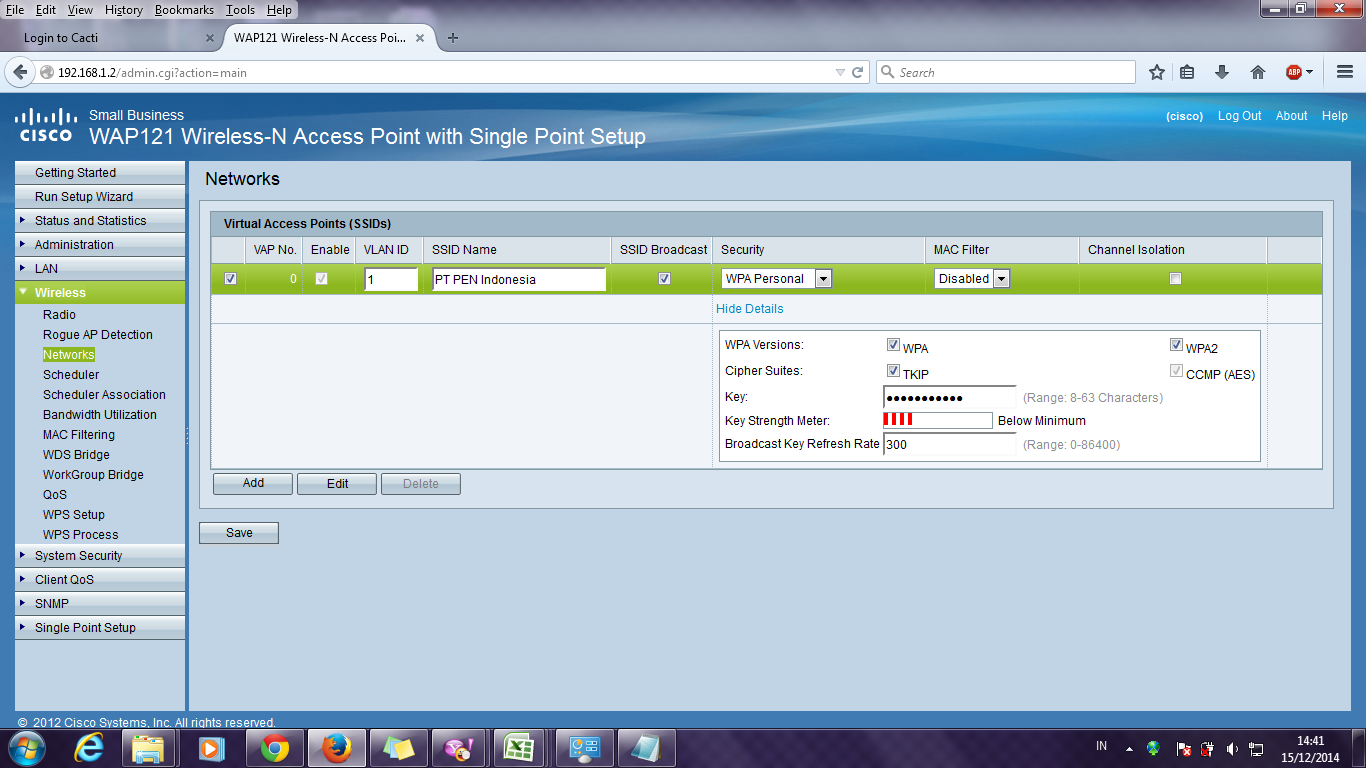 File Edit View History Bookmarks Tools Help
Login to Cacti
WAP121 Wireless-N Access Poi...
192.168.1.2/admin.cgi?action=main
Search
ABP
Small Business
cisco
WAP121 Wireless-N Access Point with Single Point Setup
(cisco) Log Out About Help
Getting Started
Run Setup Wizard
Status and Statistics
Administration
LAN
Wireless
Radio
Rogue AP Detection
Networks
Scheduler
Scheduler Association
Bandwidth Utilization
MAC Filtering
WDS Bridge
WorkGroup Bridge
QoS
WPS Setup
WPS Process
System Security
Client QoS
SNMP
Single Point Setup
Networks
Virtual Access Points (SSIDs)
VAP No. Enable VLAN ID SSID Name SSID Broadcast Security MAC Filter Channel Isolation
0 1 PT PEN Indonesia WPA Personal Disabled
Hide Details
WPA Versions: WPA WPA2
Cipher Suites: TKIP CCMP (AES)
Key: ●●●●●●●●●●● (Range: 8-63 Characters)
Key Strength Meter: Below Minimum
Broadcast Key Refresh Rate 300 (Range: 0-86400)
Add Edit Delete
Save
© 2012 Cisco Systems, Inc. All rights reserved.
IN
14:41
15/12/2014